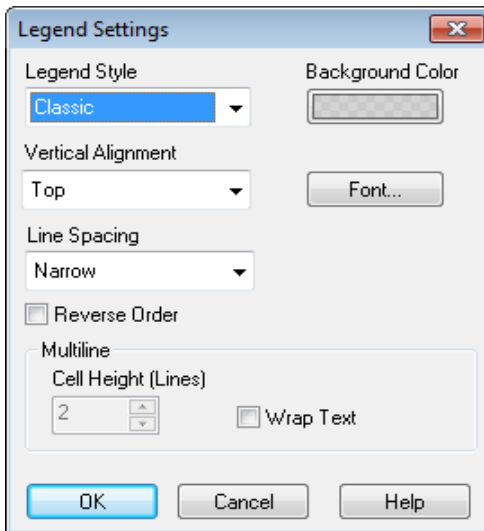 Legend Settings
Legend Style
Background Color
Classic
Vertical Alignment
Top
Font...
Line Spacing
Narrow
Reverse Order
Multiline
Cell Height (Lines)
2
Wrap Text
OK
Cancel
Help